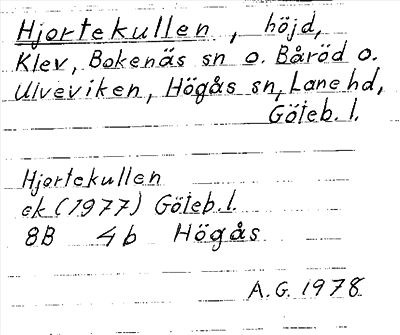 Hjortekullen, höjd,
Klev, Bokenäs sn o. Båröd o.
Ulveviken, Högås sn, Lane hd,
Göteb. l.
Hjortekullen
ek (1977) Göteb. l.
8B 4b Högås
A.G. 1978